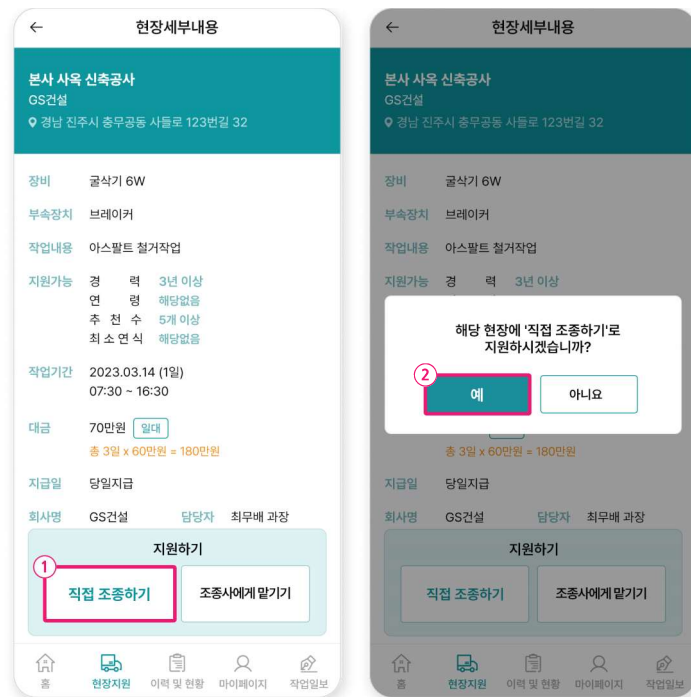 현장세부내용
본사 사옥 신축공사
GS건설
경남 진주시 충무공동 사들로 123번길 32
장비 굴삭기 6W
부속장치 브레이커
작업내용 아스팔트 철거작업
지원가능 경 력 3년 이상
연 령 해당없음
추 천 수 5개 이상
최소연식 해당없음
작업기간 2023.03.14 (1일)
07:30 ~ 16:30
대금 70만원 일대
총 3일 x 60만원 = 180만원
지급일 당일지급
회사명 GS건설 담당자 최무배 과장
지원하기
1
직접 조종하기 조종사에게 맡기기
홈 현장지원 이력 및 현황 마이페이지 작업일보
현장세부내용
본사 사옥 신축공사
GS건설
경남 진주시 충무공동 사들로 123번길 32
장비 굴삭기 6W
부속장치 브레이커
작업내용 아스팔트 철거작업
지원가능 경 력 3년 이상
해당 현장에 '직접 조종하기'로
지원하시겠습니까?
2
예 아니요
총 3일 x 60만원 = 180만원
지급일 당일지급
회사명 GS건설 담당자 최무배 과장
지원하기
직접 조종하기 조종사에게 맡기기
홈 현장지원 이력 및 현황 마이페이지 작업일보